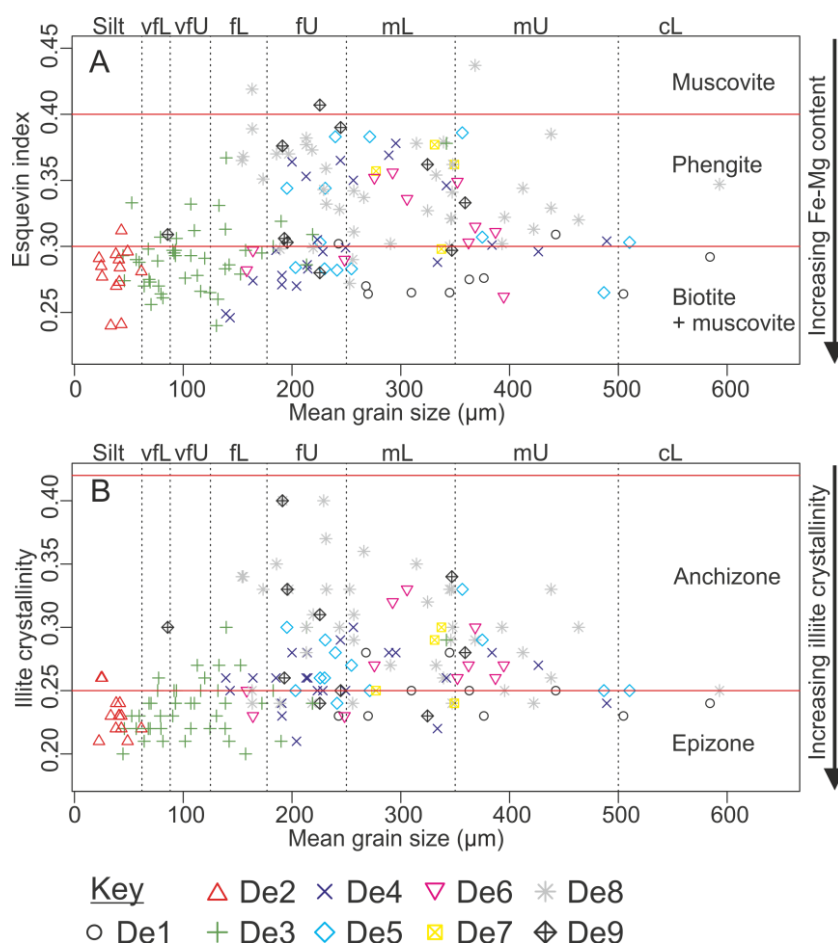 Silt vfL vfU fL fU mL mU cL
A
Muscovite
Phengite
Biotite
+ muscovite
0.45
0.40
0.35
0.30
0.25
Esquevin index
Increasing Fe-Mg content
0 100 200 300 400 500 600
Mean grain size (µm)
Silt vfL vfU fL fU mL mU cL
B
Anchizone
Epizone
0.40
0.35
0.30
0.25
0.20
Illite crystallinity
Increasing illiite crystallinity
0 100 200 300 400 500 600
Mean grain size (µm)
Key
De2 De4 De6 De8
De1 De3 De5 De7 De9